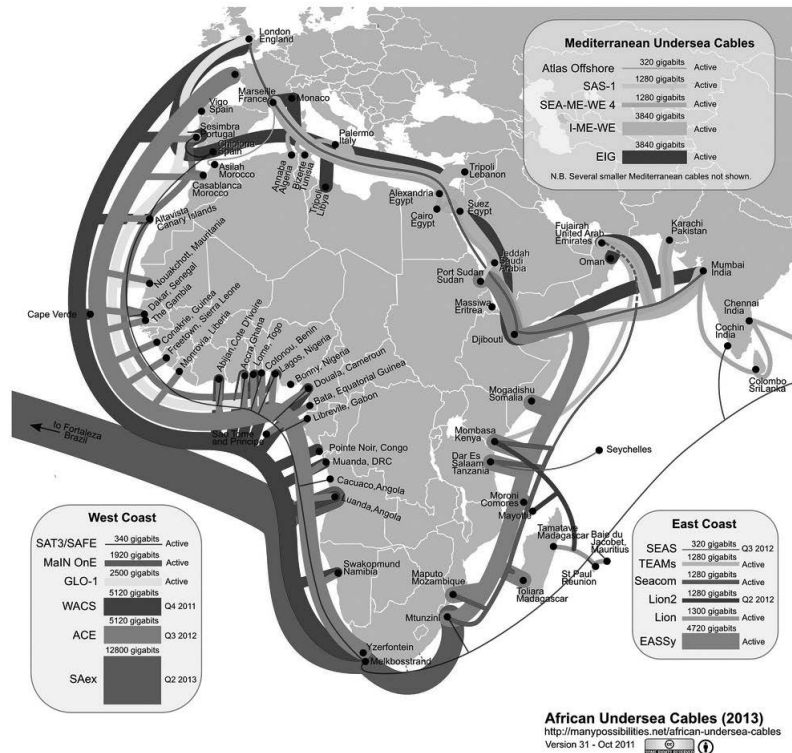 London
England
Mediterranean Undersea Cables
Atlas Offshore
320 gigabits
Active
SAS-1
1280 gigabits
Active
SEA-ME-WE 4
1280 gigabits
Active
I-ME-WE
3840 gigabits
Active
EIG
3840 gigabits
Active
N.B. Several smaller Mediterranean cables not shown.
Marseille
France
Monaco
Vigo
Spain
Sesimbra
Portugal
Spain
Asilah
Morocco
Casablanca
Morocco
Palermo
Italy
Annaba
Algeria
Bizerte
Tunisia
Tripoli
Libya
Tripoli
Lebanon
Alexandria
Egypt
Cairo
Egypt
Suez
Egypt
Altavista
Canary Islands
Fujairah
United Arab
Emirates
Oman
Karachi
Pakistan
Mumbai
India
Jeddah
Saudi
Arabia
Port Sudan
Sudan
Massiwa
Eritrea
Djibouti
Chennai
India
Cochin
India
Colombo
SriLanka
Nouakchott, Mauritania
Dakar, Senegal
The Gambia
Cape Verde
Conakrie, Guinea
Freetown, Sierra Leone
Monrovia, Liberia
Abijan,Cote D'Ivoire
Accra,Ghana
Lome, Togo
Cotonou, Benin
Lagos, Nigeria
Bonny, Nigeria
Douala, Cameroun
Bata, Equatorial Guinea
Libreville, Gabon
Sao Tome
and Principe
to Fortaleza
Brazil
Pointe Noir, Congo
Muanda, DRC
Cacuaco,Angola
Luanda,Angola
Mogadishu
Somalia
Mombasa
Kenya
Dar Es
Salaam
Tanzania
Seychelles
Moroni
Comores
Mayotte
Tamatave
Madagascar
Baie du
Jacobet,
Mauritius
St Paul
Reunion
Toliara
Madagascar
Maputo
Mozambique
Mtunzini
Swakopmund
Namibia
Yzerfontein
Melkbosstrand
West Coast
SAT3/SAFE
340 gigabits
Active
MaIN OnE
1920 gigabits
Active
GLO-1
2500 gigabits
Active
WACS
5120 gigabits
Q4 2011
ACE
5120 gigabits
Q3 2012
SAex
12800 gigabits
Q2 2013
East Coast
SEAS
320 gigabits
Q3 2012
TEAMs
1280 gigabits
Active
Seacom
1280 gigabits
Active
Lion2
1280 gigabits
Q2 2012
Lion
1300 gigabits
Active
EASSy
4720 gigabits
Active
African Undersea Cables (2013)
http://manypossibilities.net/african-undersea-cables
Version 31 - Oct 2011
cc